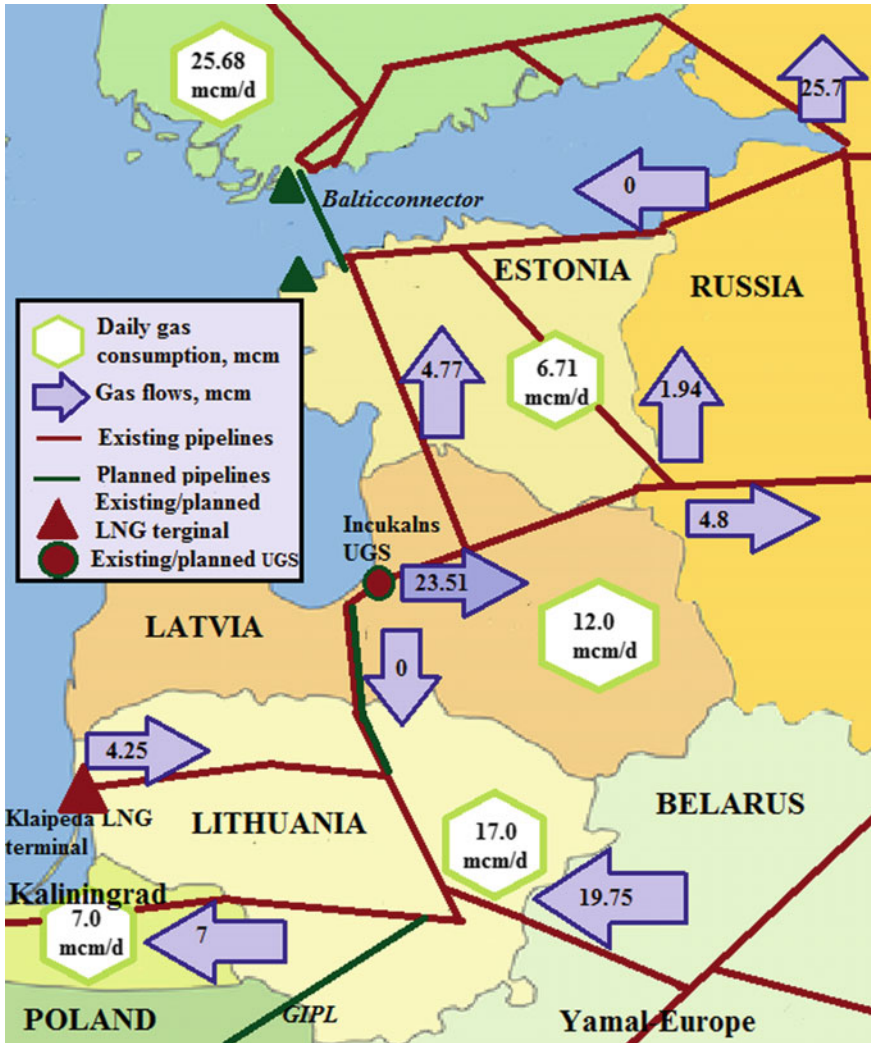 25.68
mcm/d
25.7
Balticconnector
0
ESTONIA
RUSSIA
Daily gas
consumption, mcm
Gas flows, mcm
Existing pipelines
Planned pipelines
Existing/planned
LNG terginal
Existing/planned UGS
4.77
6.71
mcm/d
1.94
4.8
Incukalns
UGS
23.51
LATVIA
12.0
mcm/d
0
4.25
Klaipeda LNG
terminal
LITHUANIA
BELARUS
17.0
mcm/d
19.75
Kaliningrad
7.0
mcm/d
7
GIPL
POLAND
Yamal-Europe